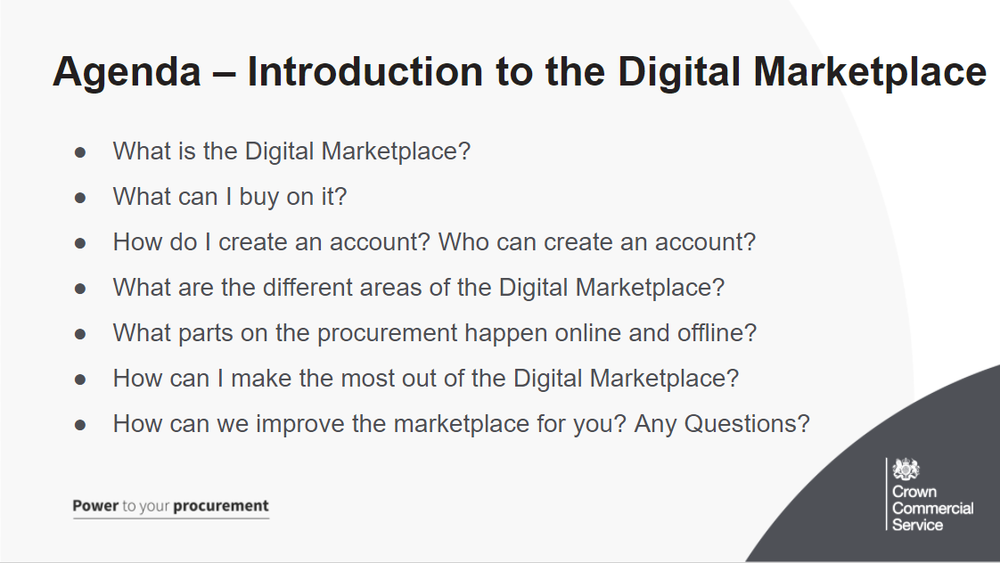 Agenda – Introduction to the Digital Marketplace
● What is the Digital Marketplace?
● What can I buy on it?
● How do I create an account? Who can create an account?
● What are the different areas of the Digital Marketplace?
● What parts on the procurement happen online and offline?
● How can I make the most out of the Digital Marketplace?
● How can we improve the marketplace for you? Any Questions?
Power to your procurement
Crown
Commercial
Service